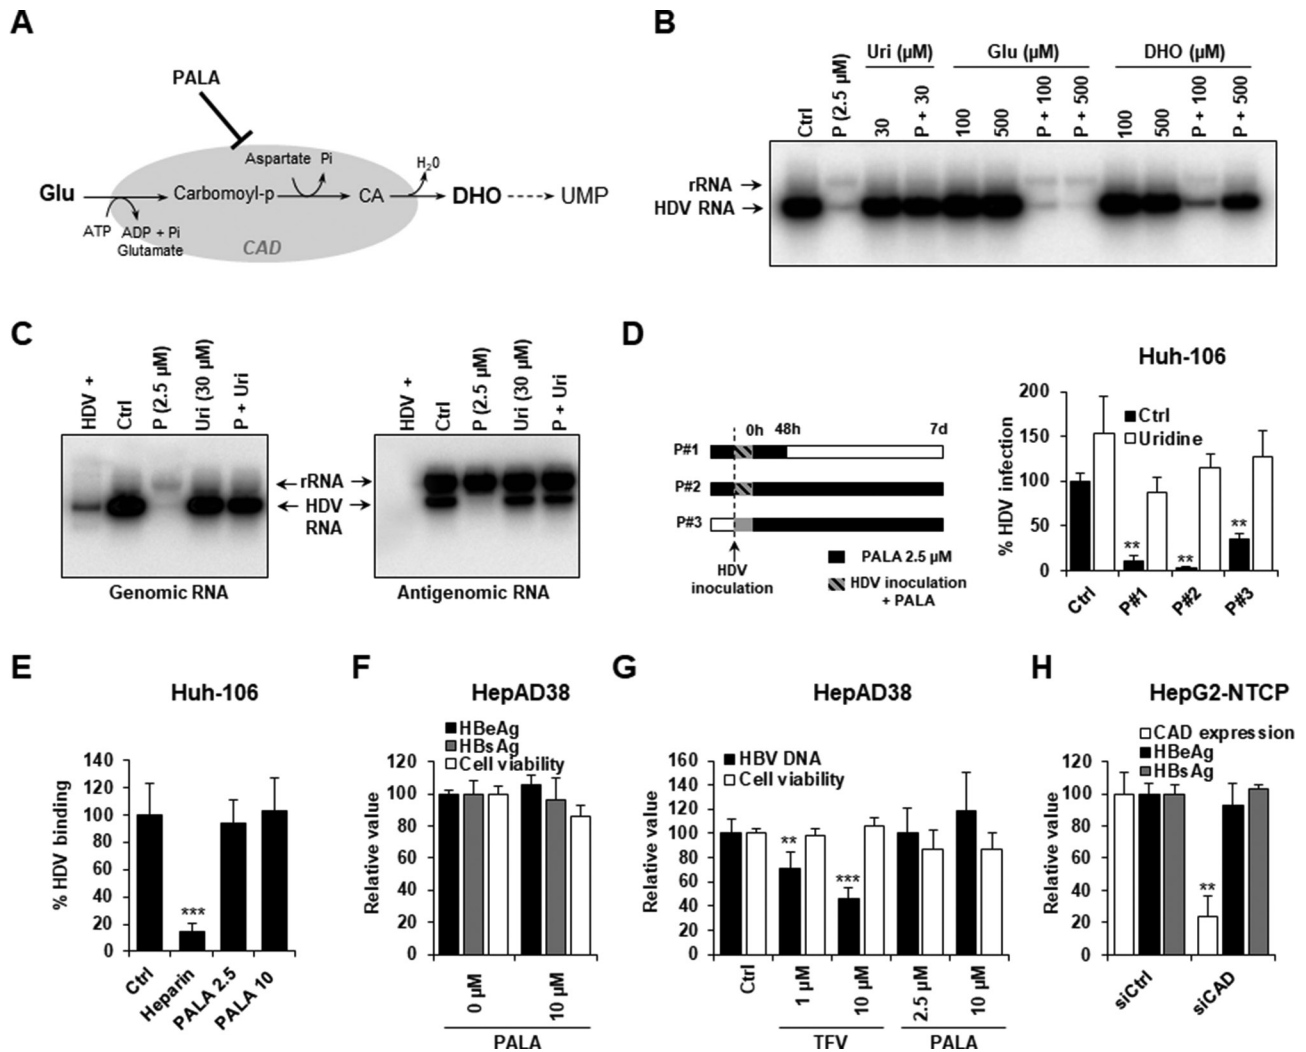 A
PALA
Aspartate Pi
H20
Glu
Carbomoyl-p
CA
DHO
UMP
ATP
ADP + Pi
Glutamate
CAD
B
Uri (µM)
Glu (µM)
DHO (µM)
Ctrl
P (2.5 µM)
30
P + 30
100
500
P + 100
P + 500
100
500
P + 100
P + 500
rRNA
HDV RNA
C
HDV +
Ctrl
P (2.5 µM)
Uri (30 µM)
P + Uri
HDV +
Ctrl
P (2.5 µM)
Uri (30 µM)
P + Uri
rRNA
HDV
RNA
Genomic RNA
Antigenomic RNA
D
0h
48h
7d
P#1
P#2
P#3
HDV
inoculation
PALA 2.5 µM
HDV inoculation
+ PALA
Huh-106
% HDV infection
200
150
100
50
0
Ctrl
Uridine
**
**
**
Ctrl
P#1
P#2
P#3
E
Huh-106
% HDV binding
140
120
100
80
60
40
20
0
***
Ctrl
Heparin
PALA 2.5
PALA 10
F
HepAD38
HBeAg
HBsAg
Cell viability
Relative value
120
100
80
60
40
20
0
0 µM
10 µM
PALA
G
HepAD38
HBV DNA
Cell viability
Relative value
160
140
120
100
80
60
40
20
0
**
***
Ctrl
1 µM
10 µM
2.5 µM
10 µM
TFV
PALA
H
HepG2-NTCP
CAD expression
HBeAg
HBsAg
Relative value
120
100
80
60
40
20
0
**
siCtrl
siCAD